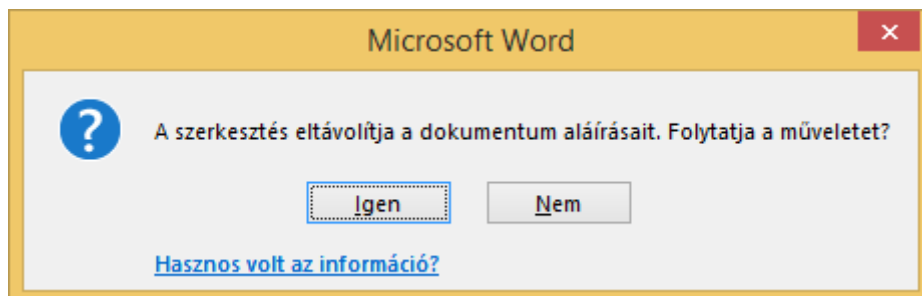 Microsoft Word
A szerkesztés eltávolítja a dokumentum aláírásait. Folytatja a műveletet?
Igen Nem
Hasznos volt az információ?